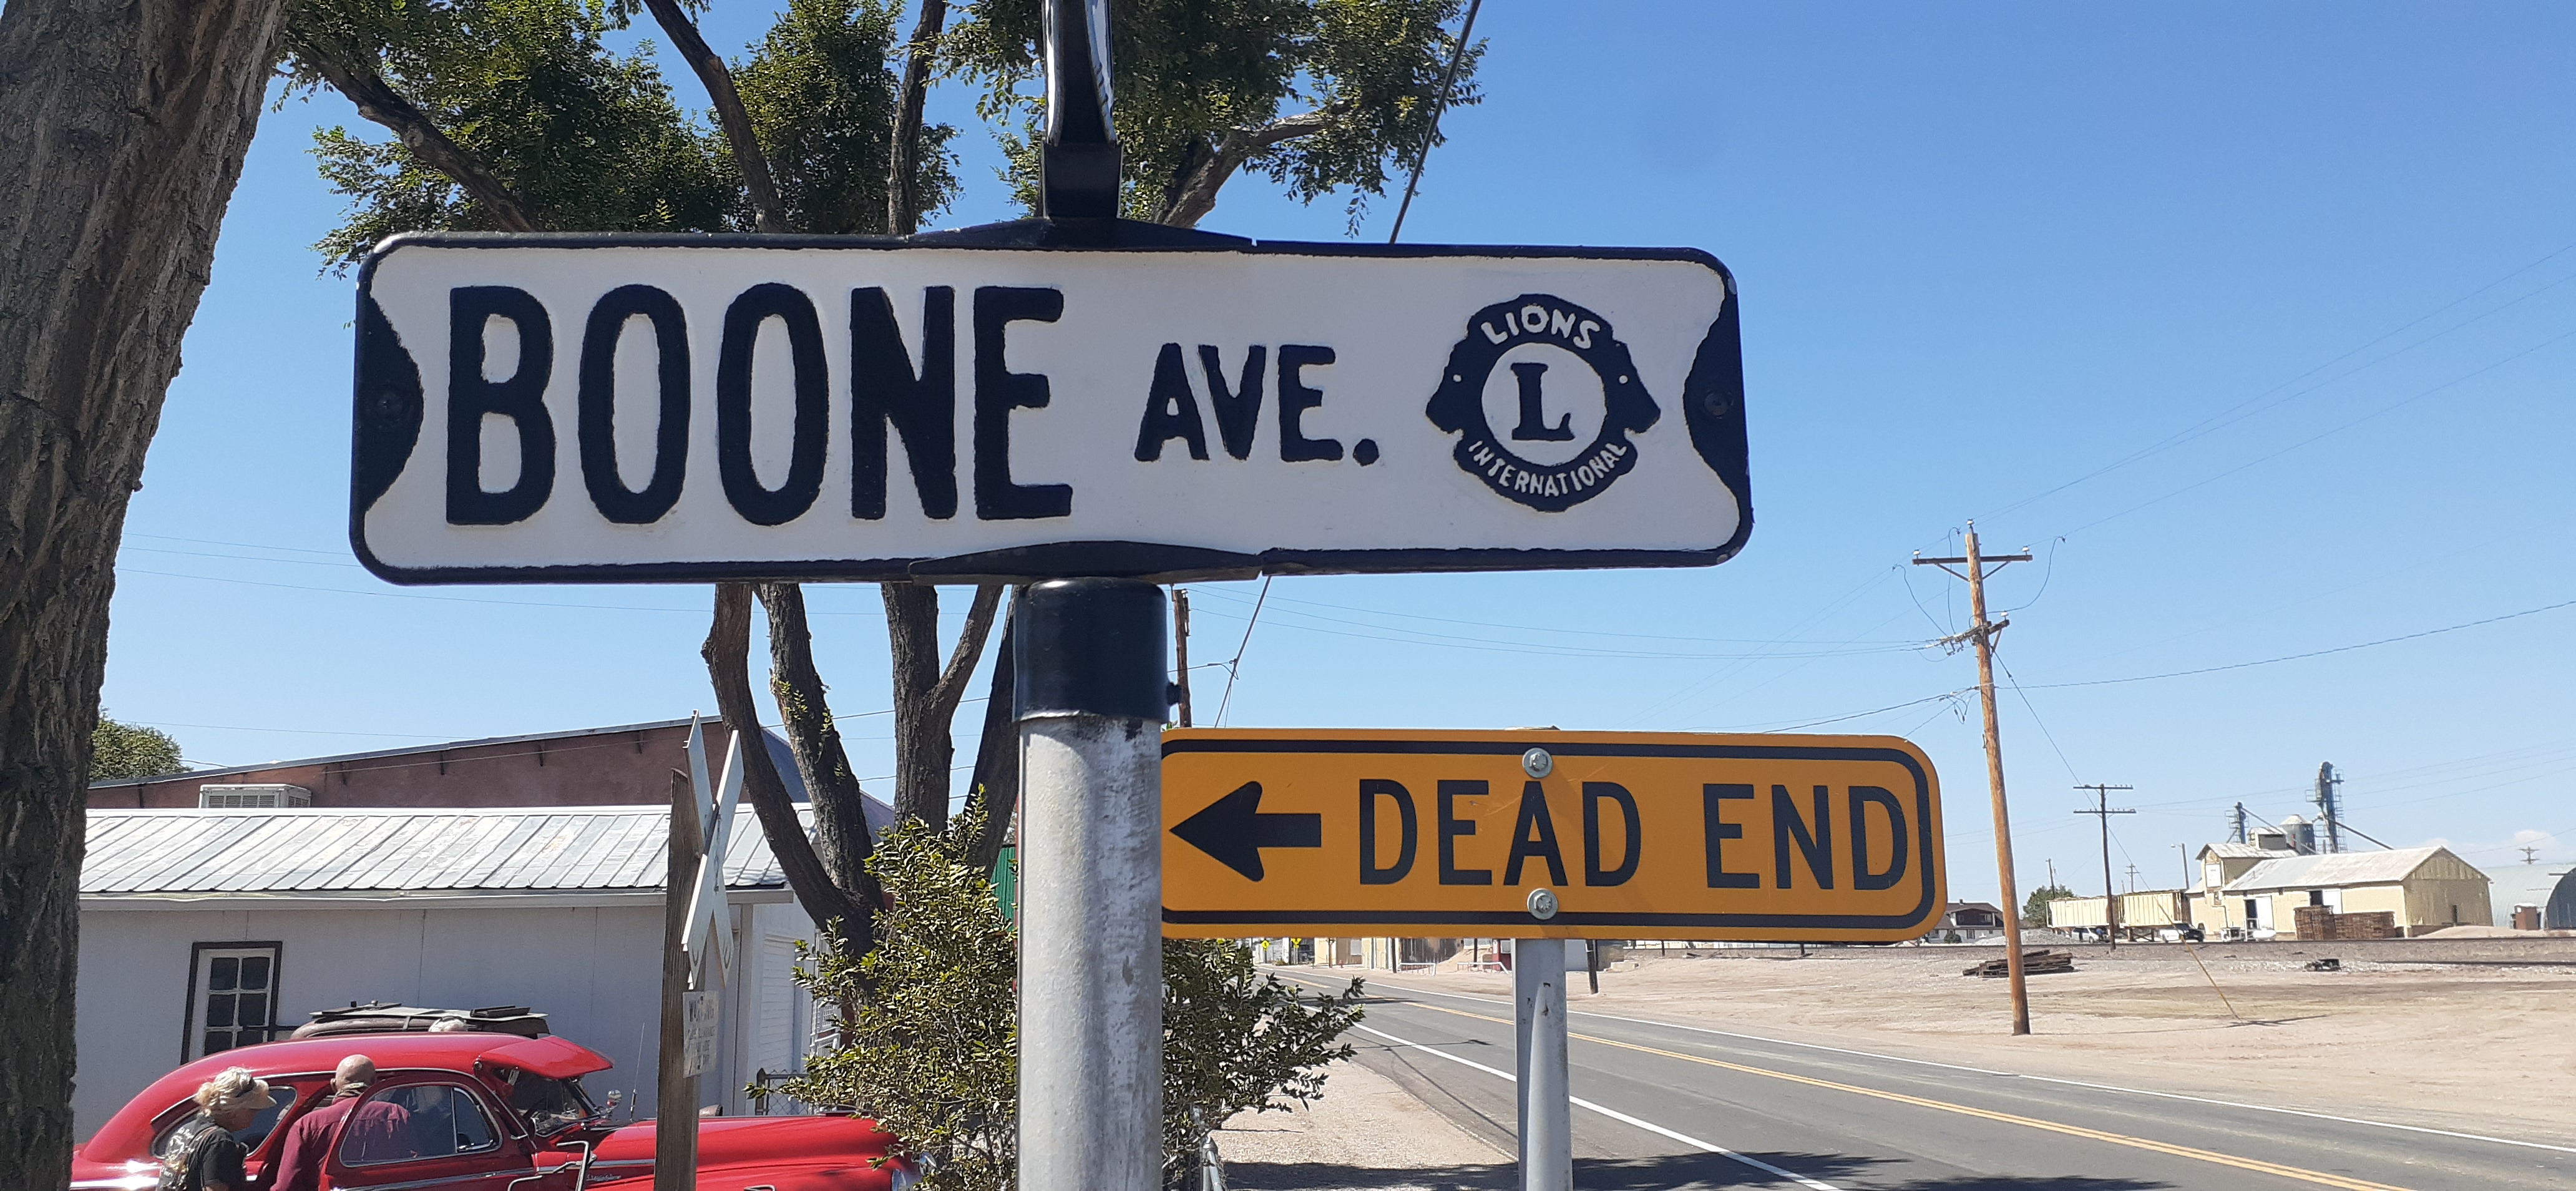 BOONE AVE.
LIONS
L
INTERNATIONAL
DEAD END